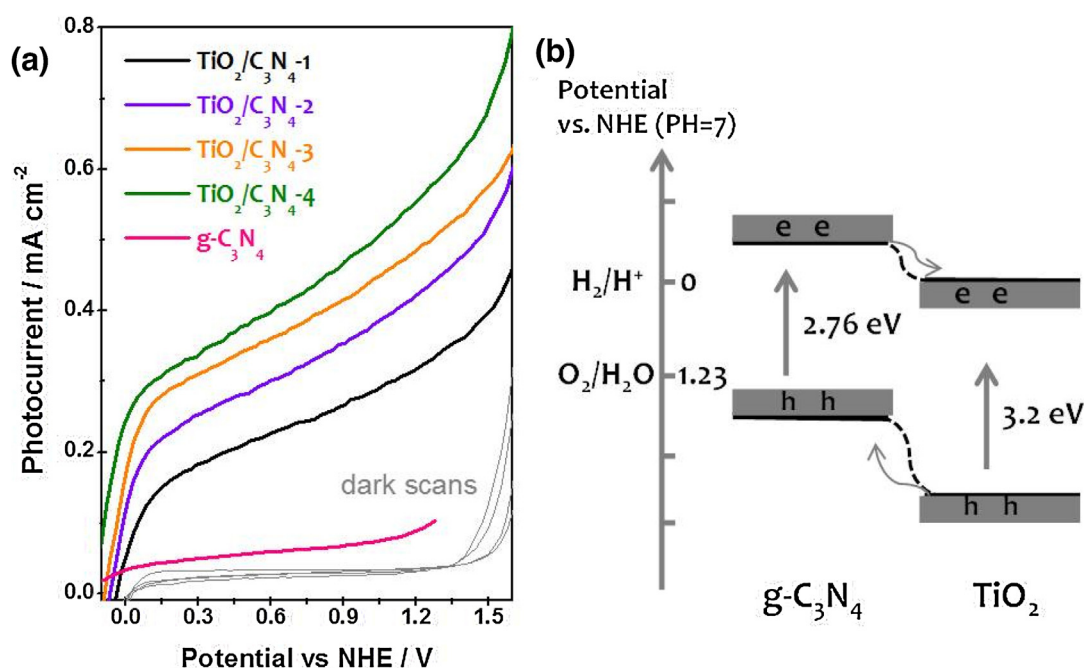 (a)
0.8
0.6
0.4
0.2
0.0
Photocurrent / mA cm⁻²
TiO₂/C₃N₄-1
TiO₂/C₃N₄-2
TiO₂/C₃N₄-3
TiO₂/C₃N₄-4
g-C₃N₄
dark scans
0.0 0.3 0.6 0.9 1.2 1.5
Potential vs NHE / V
(b)
Potential
vs. NHE (PH=7)
e e
H₂/H⁺ 0
e e
2.76 eV
O₂/H₂O 1.23
h h
3.2 eV
h h
g-C₃N₄ TiO₂